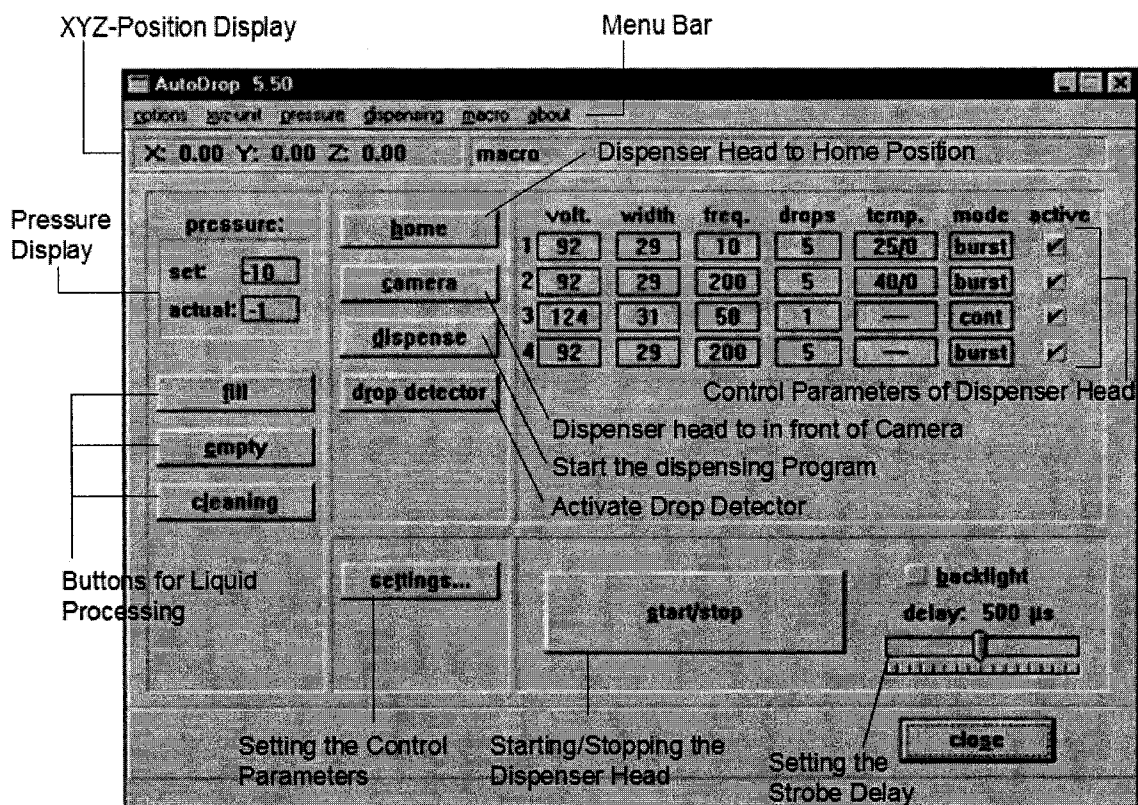 XYZ-Position Display
Menu Bar
AutoDrop 5.50
options xyz-unit pressure dispensing macro about
X: 0.00 Y: 0.00 Z: 0.00
macro
Dispenser Head to Home Position
Pressure
Display
pressure:
set: -10
actual: -1
home
camera
dispense
drop detector
volt. width freq. drops temp. mode active
1 92 29 10 5 25/0 burst
2 92 29 200 5 40/0 burst
3 124 31 50 1 — cont
4 92 29 200 5 — burst
Control Parameters of Dispenser Head
Dispenser head to in front of Camera
Start the dispensing Program
Activate Drop Detector
fill
empty
cleaning
Buttons for Liquid
Processing
settings...
start/stop
backlight
delay: 500 µs
close
Setting the Control
Parameters
Starting/Stopping the
Dispenser Head
Setting the
Strobe Delay